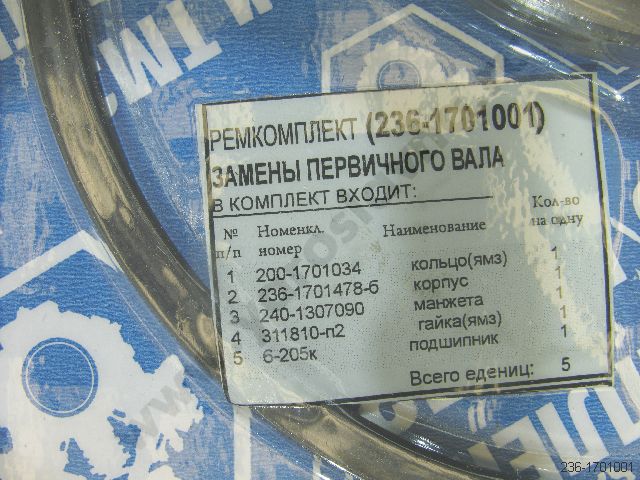 РЕМКОМПЛЕКТ (236-1701001)
ЗАМЕНЫ ПЕРВИЧНОГО ВАЛА
В КОМПЛЕКТ ВХОДИТ:
№ п/п Номенкл. номер Наименование Кол-во на одну
1 200-1701034 кольцо(ямз) 1
2 236-1701478-б корпус 1
3 240-1307090 манжета 1
4 311810-п2 гайка(ямз) 1
5 6-205к подшипник 1
Всего едениц: 5
236-1701001